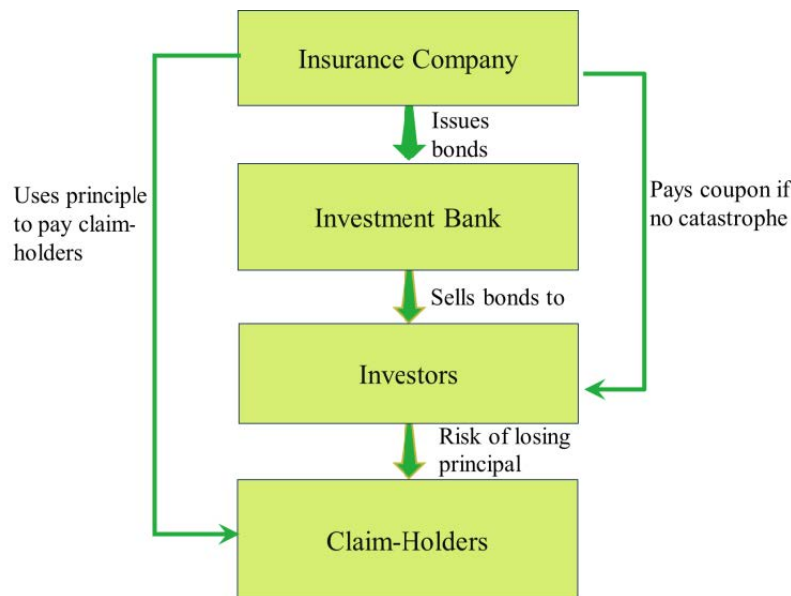 Insurance Company
Issues
bonds
Uses principle
to pay claim-
holders
Pays coupon if
no catastrophe
Investment Bank
Sells bonds to
Investors
Risk of losing
principal
Claim-Holders